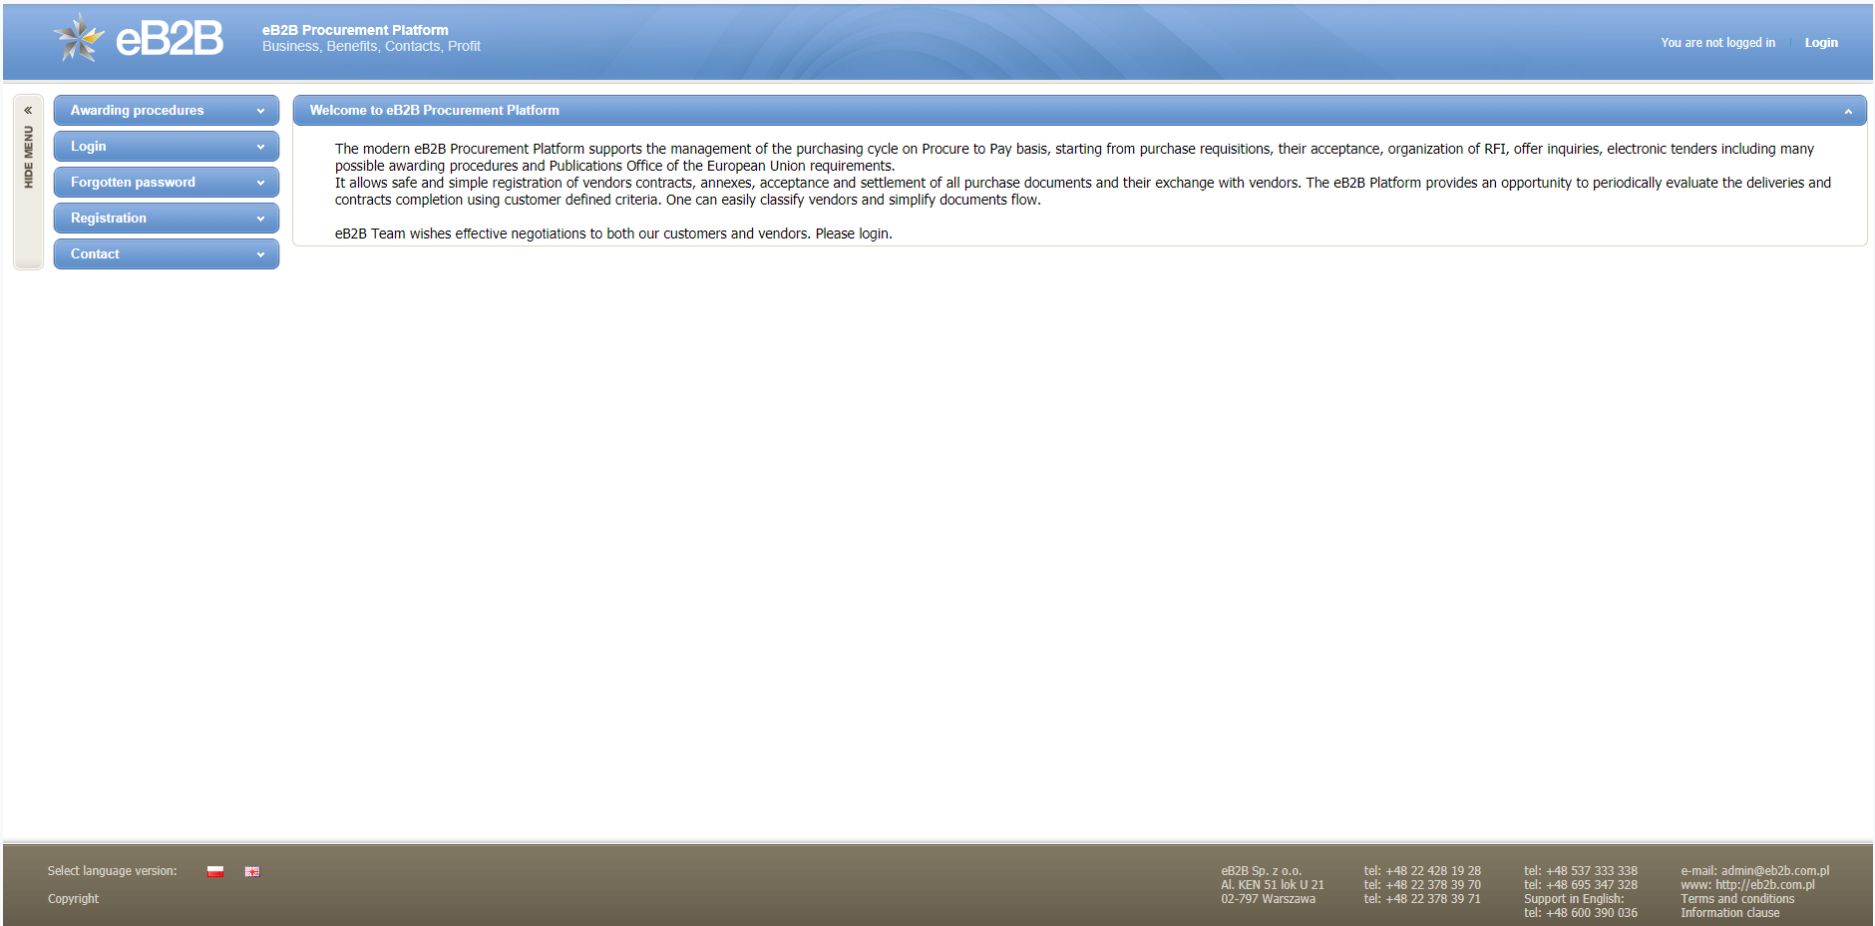 eB2B
eB2B Procurement Platform
Business, Benefits, Contacts, Profit
You are not logged in
Login
« HIDE MENU
Awarding procedures
Login
Forgotten password
Registration
Contact
Welcome to eB2B Procurement Platform
The modern eB2B Procurement Platform supports the management of the purchasing cycle on Procure to Pay basis, starting from purchase requisitions, their acceptance, organization of RFI, offer inquiries, electronic tenders including many
possible awarding procedures and Publications Office of the European Union requirements.
It allows safe and simple registration of vendors contracts, annexes, acceptance and settlement of all purchase documents and their exchange with vendors. The eB2B Platform provides an opportunity to periodically evaluate the deliveries and
contracts completion using customer defined criteria. One can easily classify vendors and simplify documents flow.
eB2B Team wishes effective negotiations to both our customers and vendors. Please login.
Select language version:
Copyright
eB2B Sp. z o.o.
Al. KEN 51 lok U 21
02-797 Warszawa
tel: +48 22 428 19 28
tel: +48 22 378 39 70
tel: +48 22 378 39 71
tel: +48 537 333 338
tel: +48 695 347 328
Support in English:
tel: +48 600 390 036
e-mail: admin@eb2b.com.pl
www: http://eb2b.com.pl
Terms and conditions
Information clause